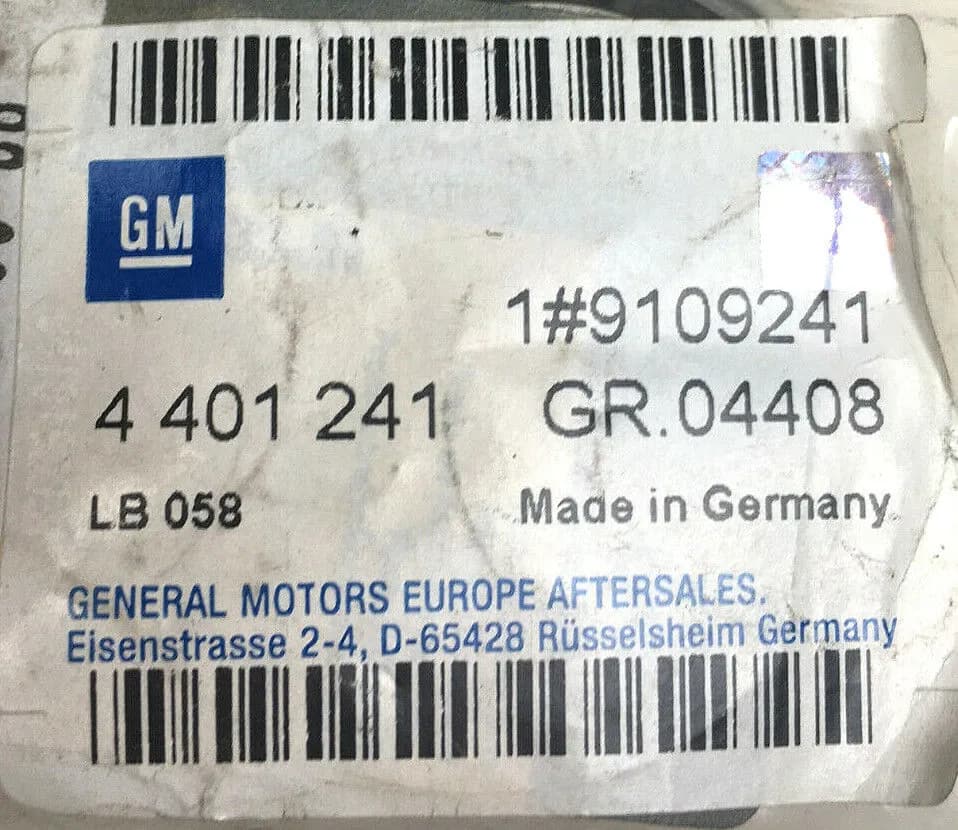 GM
1#9109241
4 401 241 GR.04408
LB 058 Made in Germany
GENERAL MOTORS EUROPE AFTERSALES.
Eisenstrasse 2-4, D-65428 Rüsselsheim Germany